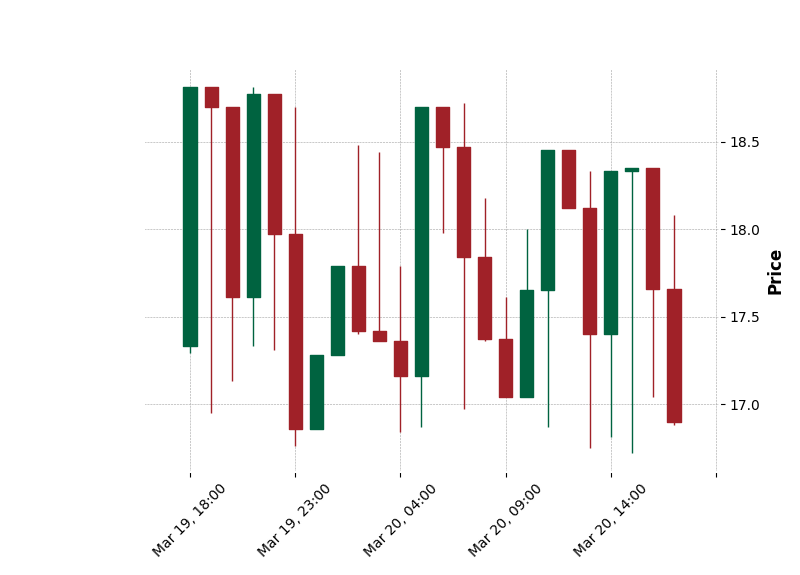 18.5
18.0
17.5
17.0
Price
Mar 19, 18:00
Mar 19, 23:00
Mar 20, 04:00
Mar 20, 09:00
Mar 20, 14:00